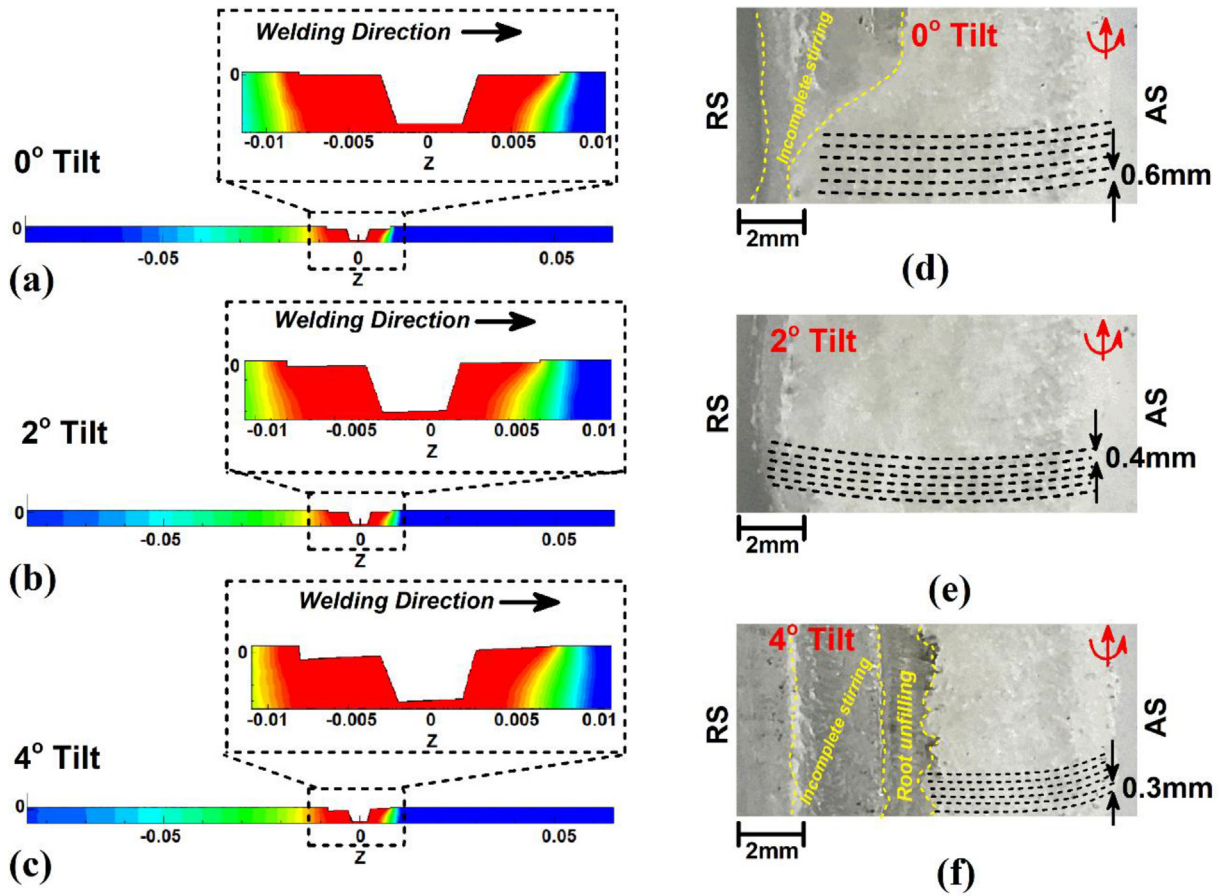 Welding Direction
0
-0.01 -0.005 0 0.005 0.01
Z
0° Tilt
0
-0.05 0 0.05
Z
(a)
Welding Direction
0
-0.01 -0.005 0 0.005 0.01
Z
2° Tilt
0
-0.05 0 0.05
Z
(b)
Welding Direction
0
-0.01 -0.005 0 0.005 0.01
Z
4° Tilt
0
-0.05 0 0.05
Z
(c)
0° Tilt
RS
Incomplete stirring
AS
0.6mm
2mm
(d)
2° Tilt
RS
AS
0.4mm
2mm
(e)
4° Tilt
RS
Incomplete stirring
Root unfilling
AS
0.3mm
2mm
(f)